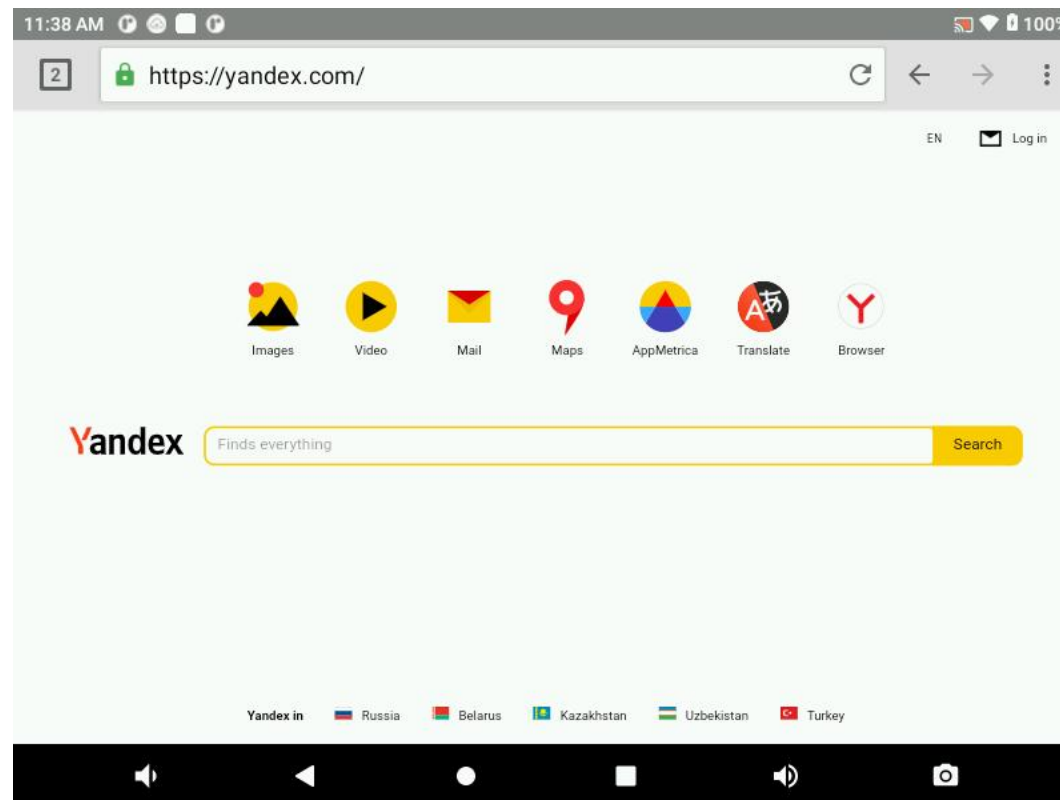 11:38 AM 100%
2 https://yandex.com/
EN Log in
Images Video Mail Maps AppMetrica Translate Browser
Yandex Finds everything Search
Yandex in Russia Belarus Kazakhstan Uzbekistan Turkey